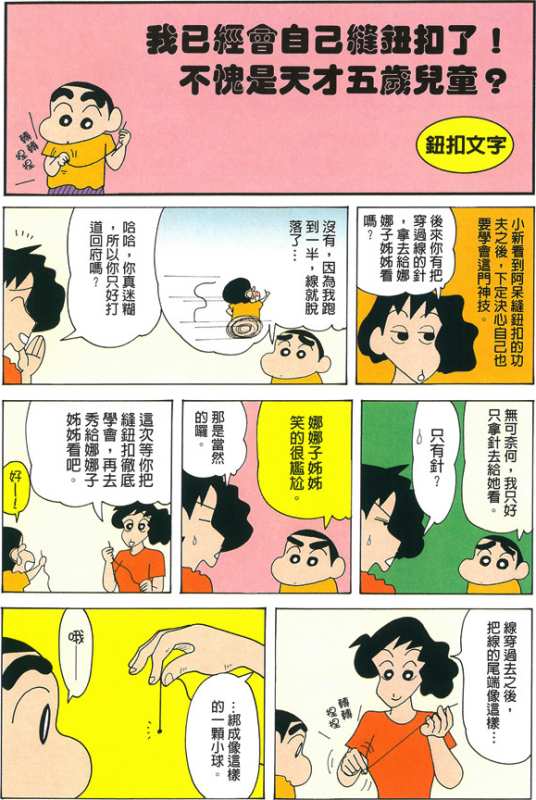 我已經會自己縫鈕扣了！
不愧是天才五歲兒童？
鈕扣文字
轉轉
捏捏
小新看到阿呆縫鈕扣的功
夫之後，下定決心自己也
要學會這門神技。
後來你有把
穿過線的針
，拿去給娜
娜子姊姊看
嗎？
沒有，因為我跑
到一半，線就脫
落了…
哈哈，你真迷糊
，所以你只好打
道回府嗎？
無可奈何，我只好
只拿針去給她看。
只有針？
娜娜子姊姊
笑的很尷尬。
那是當然
的囉。
這次等你把
縫鈕扣徹底
學會，再去
秀給娜娜子
姊姊看吧。
好～！
線穿過去之後，
把線的尾端像這樣…
轉轉
捏捏
…綁成像這樣
的一顆小球。
哦～